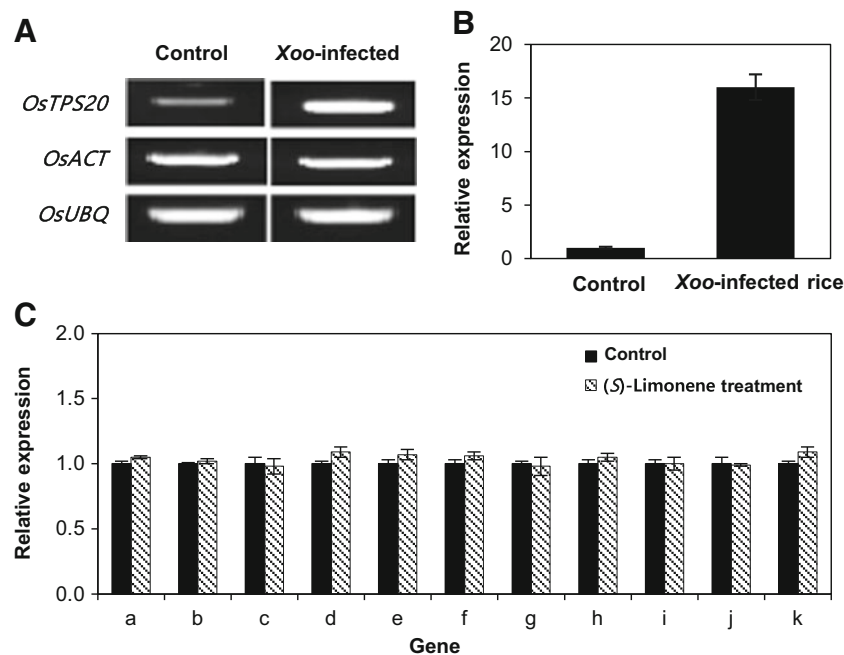 A
Control
Xoo-infected
OsTPS20
OsACT
OsUBQ
B
Relative expression
20
15
10
5
0
Control
Xoo-infected rice
C
Relative expression
2.0
1.5
1.0
0.5
0.0
Control
(S)-Limonene treatment
a b c d e f g h i j k
Gene